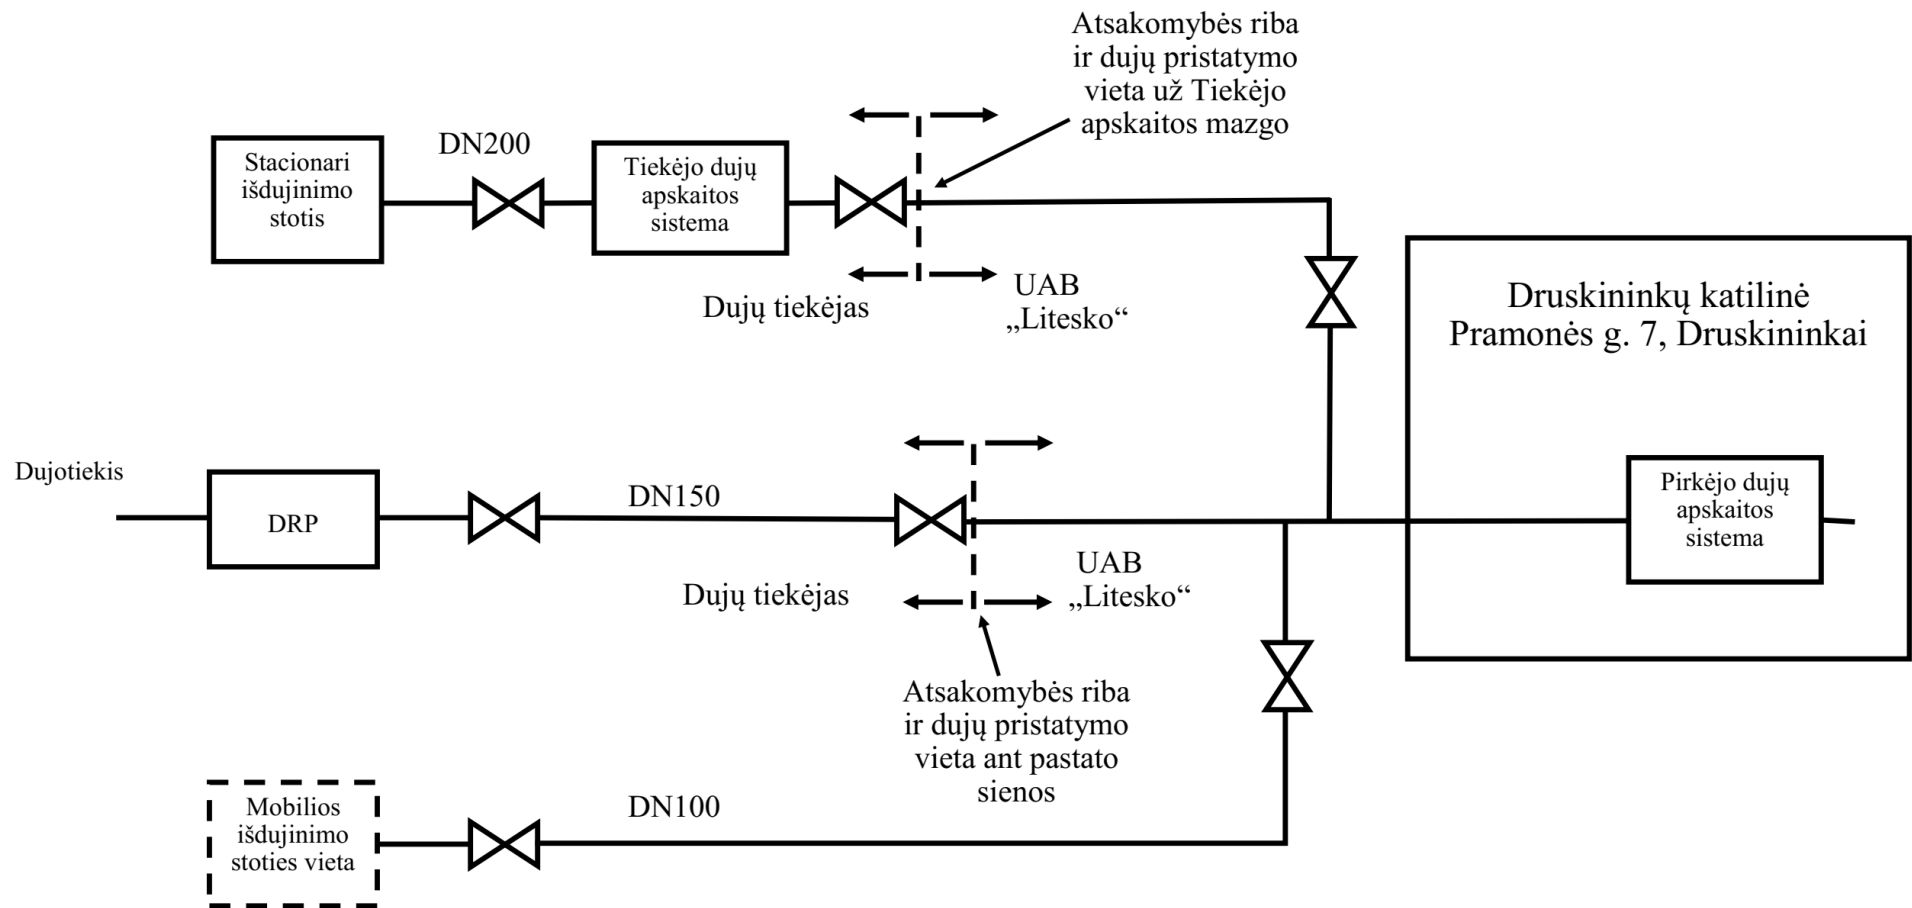 Atsakomybės riba
ir dujų pristatymo
vieta už Tiekėjo
apskaitos mazgo
DN200
Stacionari
išdujinimo
stotis
Tiekėjo dujų
apskaitos
sistema
Dujų tiekėjas
UAB
„Litesko“
Druskininkų katilinė
Pramonės g. 7, Druskininkai
Dujotiekis
DRP
DN150
Pirkėjo dujų
apskaitos
sistema
Dujų tiekėjas
UAB
„Litesko“
Atsakomybės riba
ir dujų pristatymo
vieta ant pastato
sienos
Mobilios
išdujinimo
stoties vieta
DN100